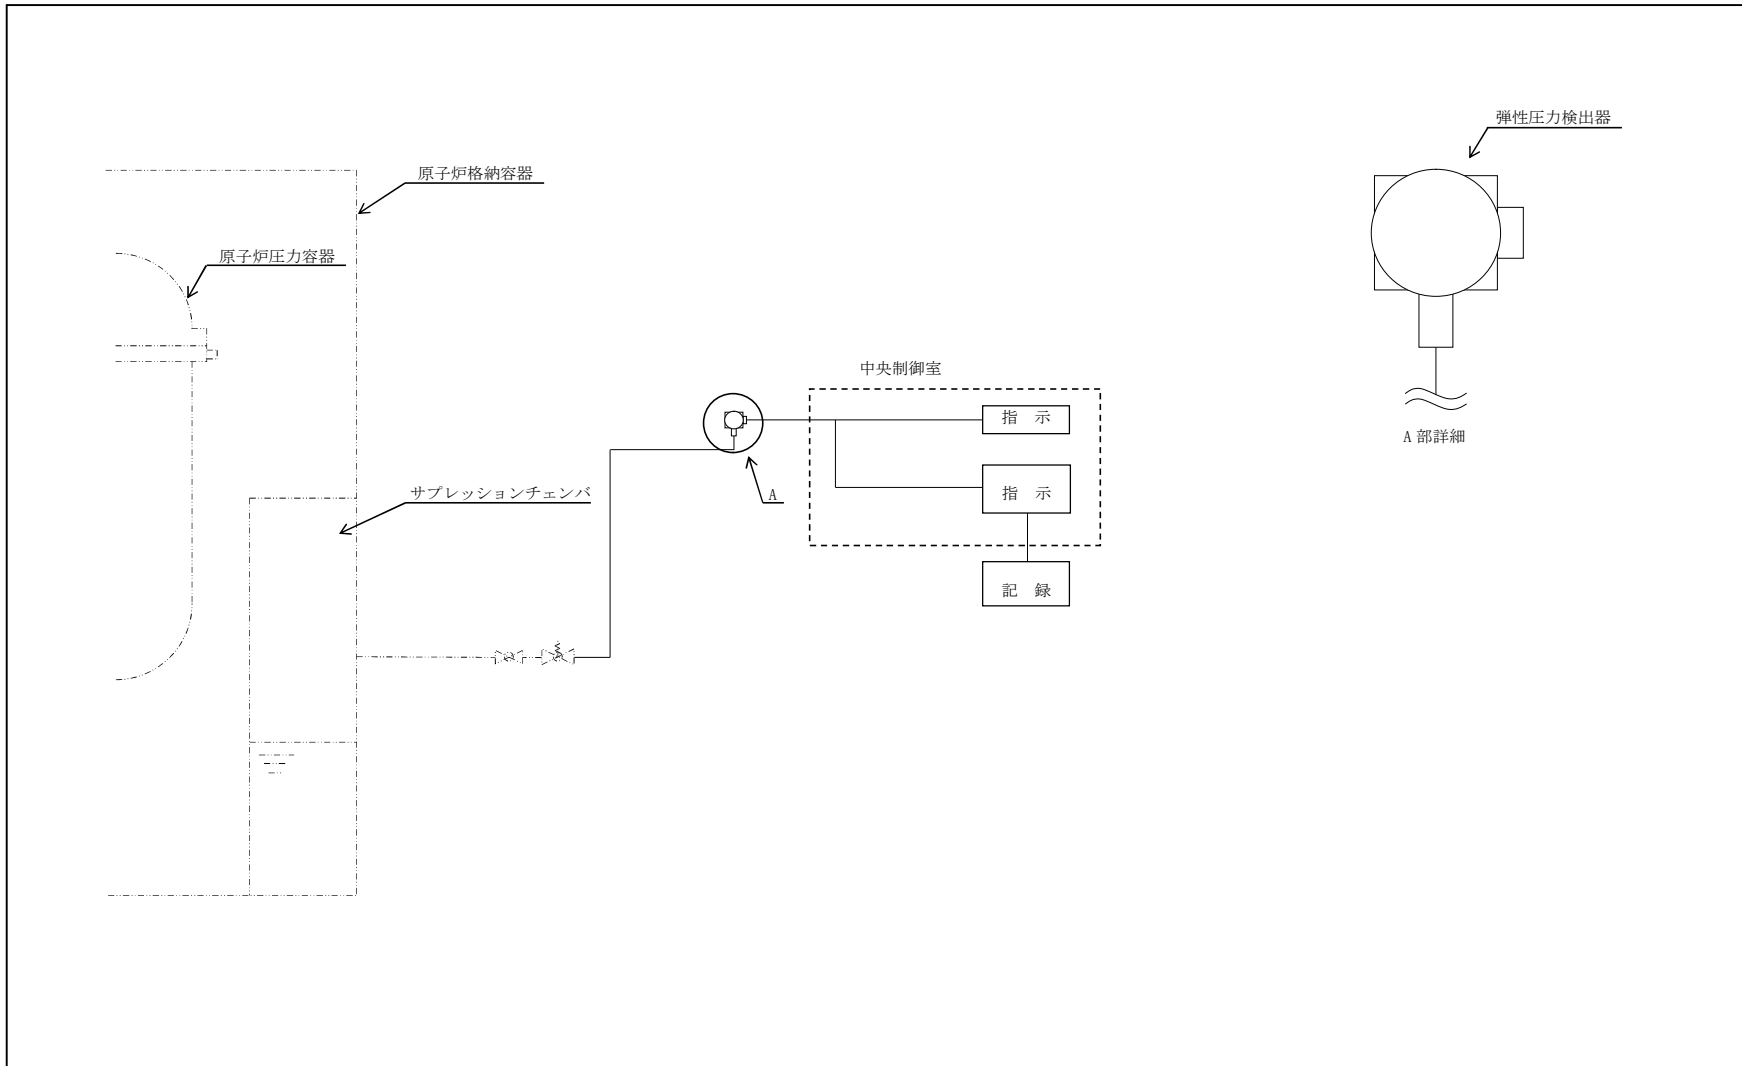 弾性圧力検出器
原子炉格納容器
原子炉圧力容器
中央制御室
指 示
A 部詳細
サプレッションチェンバ
A
指 示
記 録